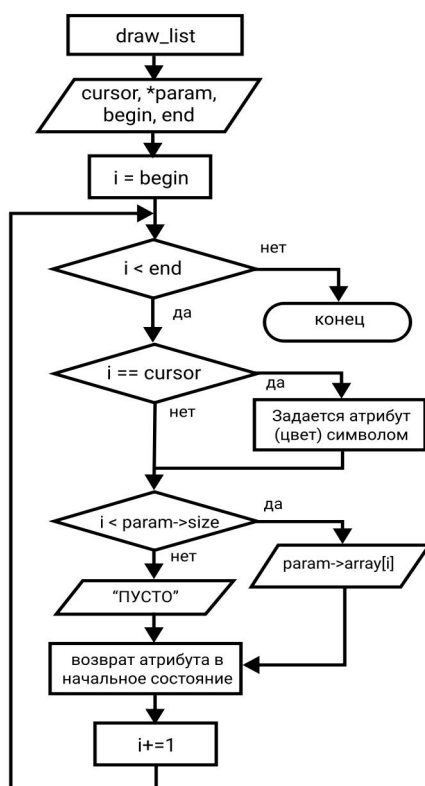 draw_list
cursor, *param,
begin, end
i = begin
i < end
нет
конец
да
i == cursor
да
нет
Задается атрибут
(цвет) символом
i < param->size
да
нет
param->array[i]
“ПУСТО”
возврат атрибута в
начальное состояние
i+=1